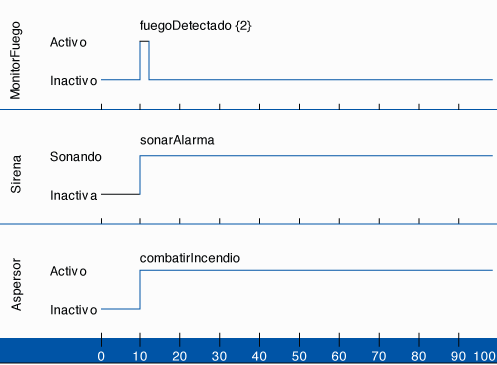 MonitorFuego
fuegoDetectado {2}
Activo
Inactivo
Sirena
sonarAlarma
Sonando
Inactiva
Aspersor
combatirIncendio
Activo
Inactivo
0 10 20 30 40 50 60 70 80 90 100